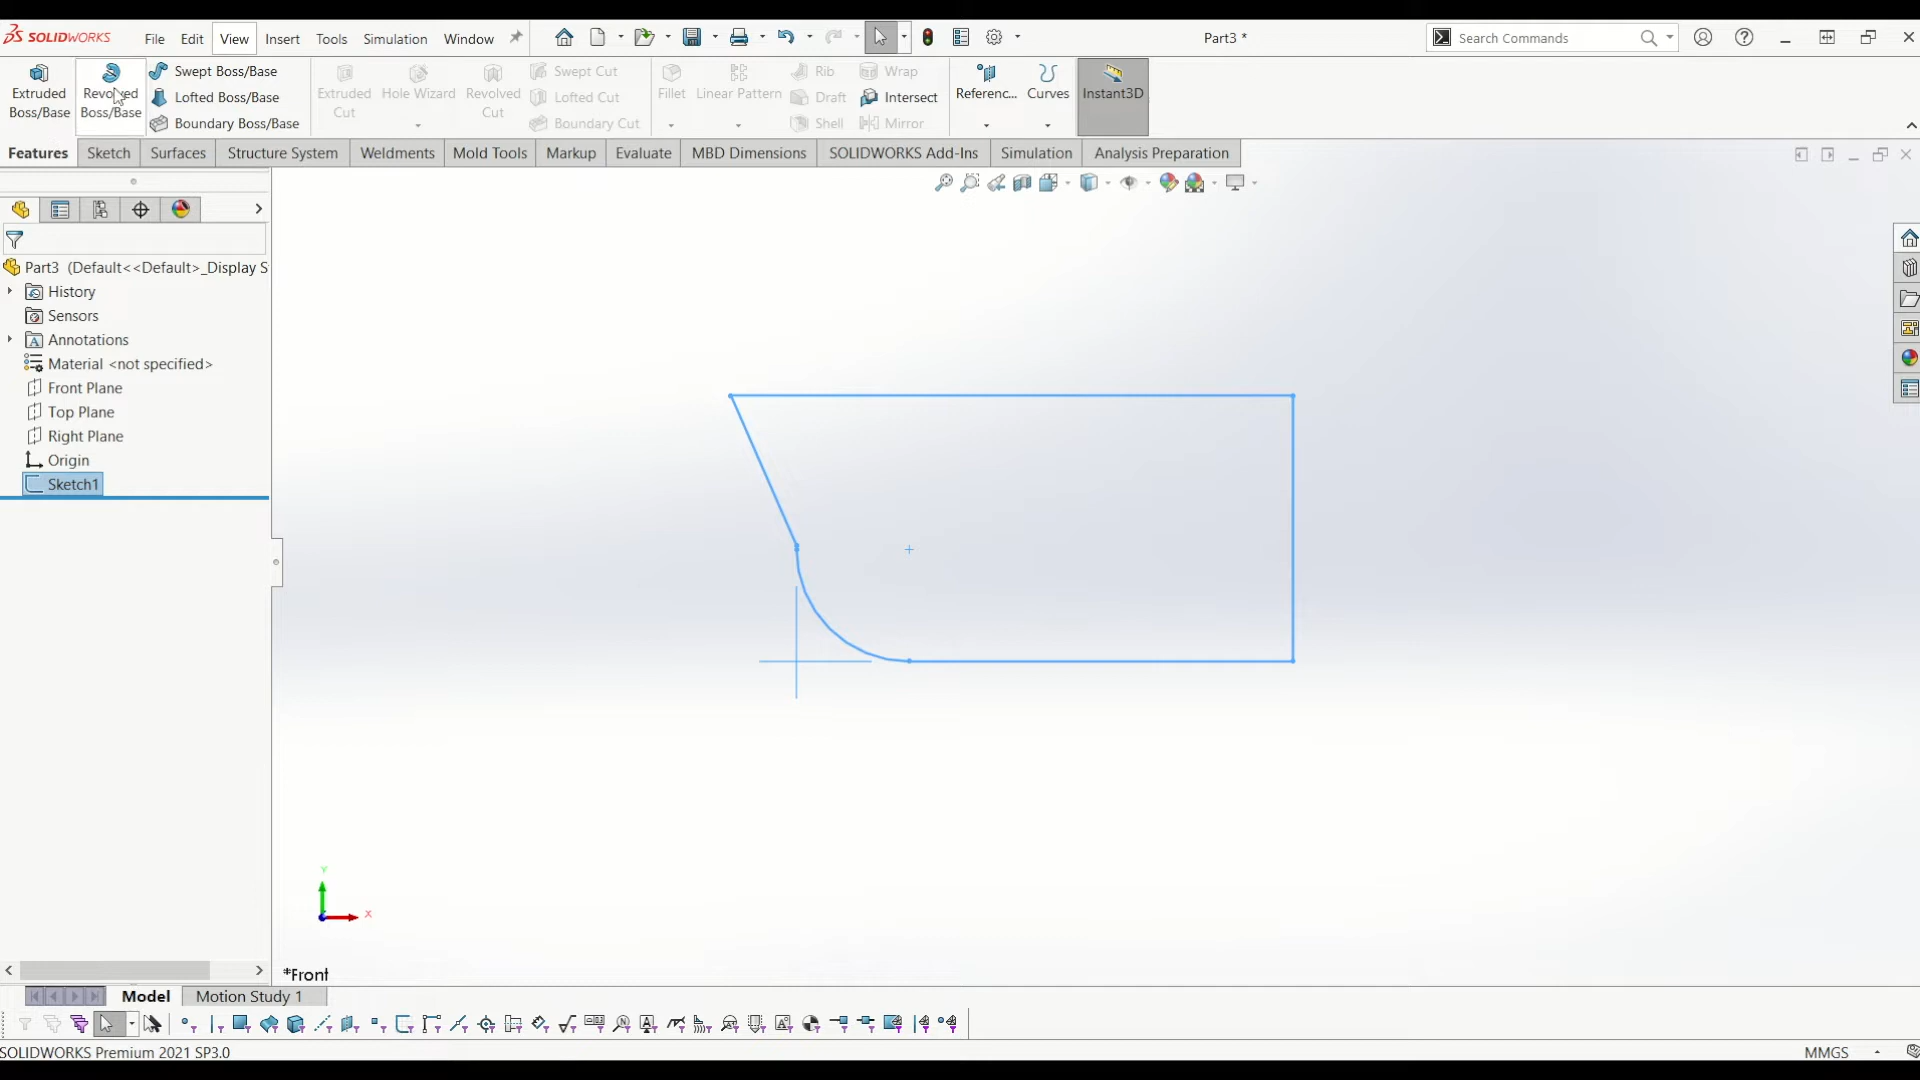 SOLIDWORKS File Edit View Insert Tools Simulation Window Part3 * Search Commands
Extruded Boss/Base Revolved Boss/Base Swept Boss/Base Lofted Boss/Base Boundary Boss/Base Extruded Cut Hole Wizard Revolved Cut Swept Cut Lofted Cut Boundary Cut Fillet Linear Pattern Rib Draft Shell Wrap Intersect Mirror Referenc... Curves Instant3D
Features Sketch Surfaces Structure System Weldments Mold Tools Markup Evaluate MBD Dimensions SOLIDWORKS Add-Ins Simulation Analysis Preparation
Part3 (Default<<Default>_Display S
History
Sensors
Annotations
Material <not specified>
Front Plane
Top Plane
Right Plane
Origin
Sketch1
Y
X
*Front
Model Motion Study 1
SOLIDWORKS Premium 2021 SP3.0 MMGS